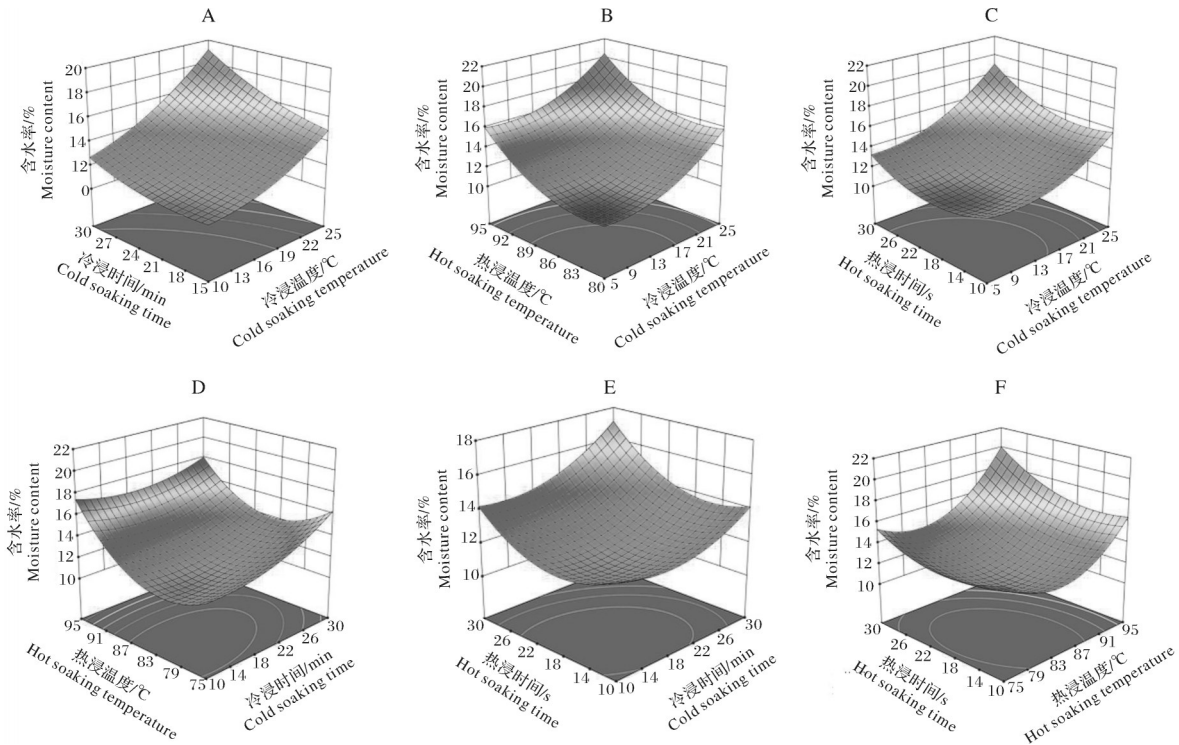 A
含水率/%
Moisture content
20
18
16
14
12
0
30
27
24
21
18
15
冷浸时间/min
Cold soaking time
10
13
16
19
22
25
冷浸温度/℃
Cold soaking temperature
B
含水率/%
Moisture content
22
20
18
16
14
12
10
95
92
89
86
83
80
热浸温度/℃
Hot soaking temperature
5
9
13
17
21
25
冷浸温度/℃
Cold soaking temperature
C
含水率/%
Moisture content
22
20
18
16
14
12
10
30
26
22
18
14
10
热浸时间/s
Hot soaking time
5
9
13
17
21
25
冷浸温度/℃
Cold soaking temperature
D
含水率/%
Moisture content
22
20
18
16
14
12
10
95
91
87
83
79
75
热浸温度/℃
Hot soaking temperature
10
14
18
22
26
30
冷浸时间/min
Cold soaking time
E
含水率/%
Moisture content
18
16
14
12
10
30
26
22
18
14
10
热浸时间/s
Hot soaking time
10
14
18
22
26
30
冷浸时间/min
Cold soaking time
F
含水率/%
Moisture content
22
20
18
16
14
12
10
30
26
22
18
14
10
热浸时间/s
Hot soaking time
75
79
83
87
91
95
热浸温度/℃
Hot soaking temperature